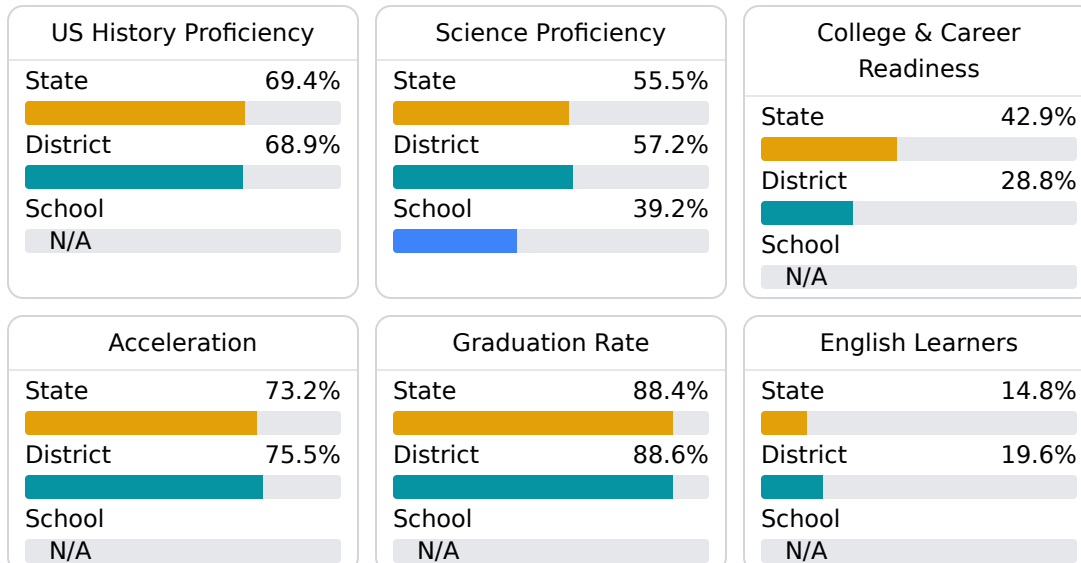 US History Proficiency
State 69.4%
District 68.9%
School
N/A
Science Proficiency
State 55.5%
District 57.2%
School 39.2%
College & Career
Readiness
State 42.9%
District 28.8%
School
N/A
Acceleration
State 73.2%
District 75.5%
School
N/A
Graduation Rate
State 88.4%
District 88.6%
School
N/A
English Learners
State 14.8%
District 19.6%
School
N/A